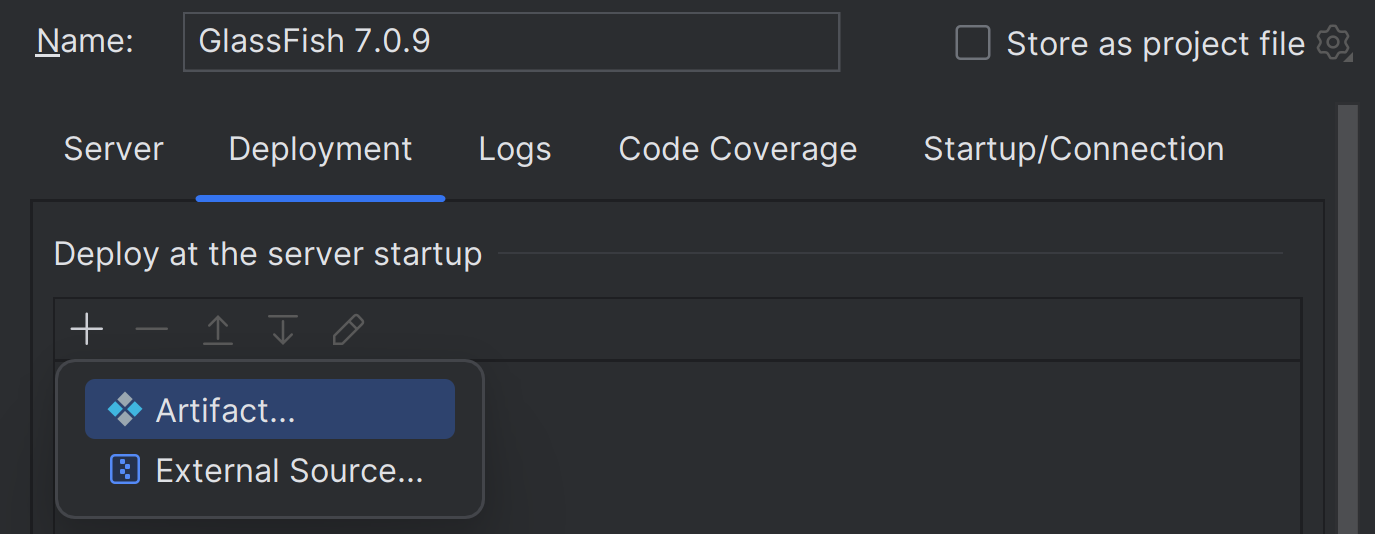 Name: GlassFish 7.0.9 Store as project file
Server Deployment Logs Code Coverage Startup/Connection
Deploy at the server startup
Artifact...
External Source...